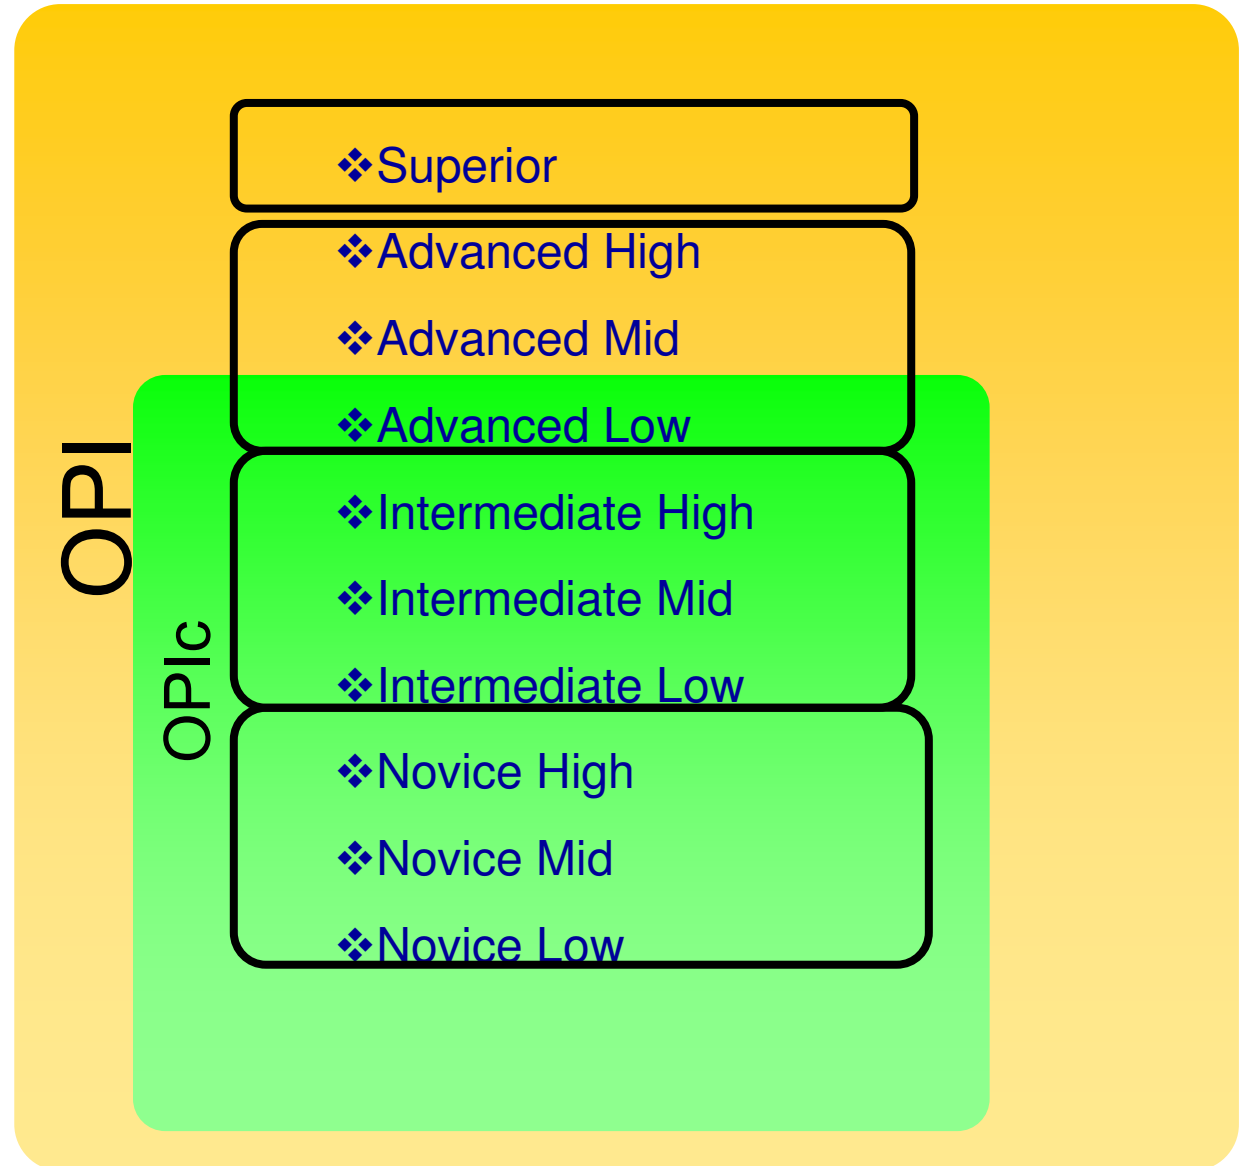 Superior
Advanced High
Advanced Mid
Advanced Low
OPI
Intermediate High
Intermediate Mid
Intermediate Low
OPIc
Novice High
Novice Mid
Novice Low